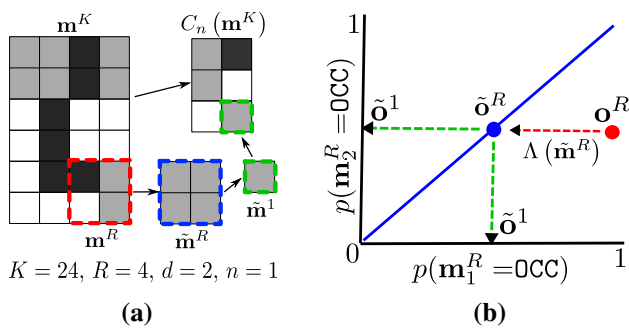 m^K
C_n (m^K)
m^R
m̃^R
m̃^1
K = 24, R = 4, d = 2, n = 1
(a)
1
p(m_2^R =OCC)
õ^1
õ^R
o^R
Λ (m̃^R)
õ^1
0
p(m_1^R =OCC)
1
(b)